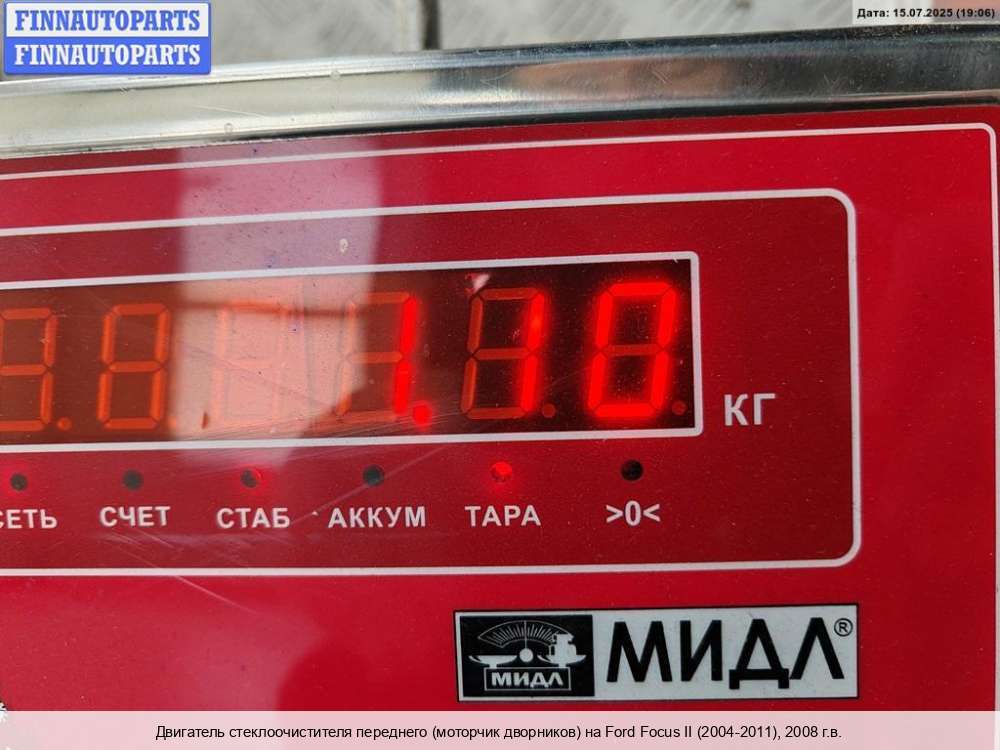 FINNAUTOPARTS
FINNAUTOPARTS
Дата: 15.07.2025 (19:06)
1.10
КГ
СЕТЬ СЧЕТ СТАБ АККУМ ТАРА >0<
МИДЛ
МИДЛ®
Двигатель стеклоочистителя переднего (моторчик дворников) на Ford Focus II (2004-2011), 2008 г.в.